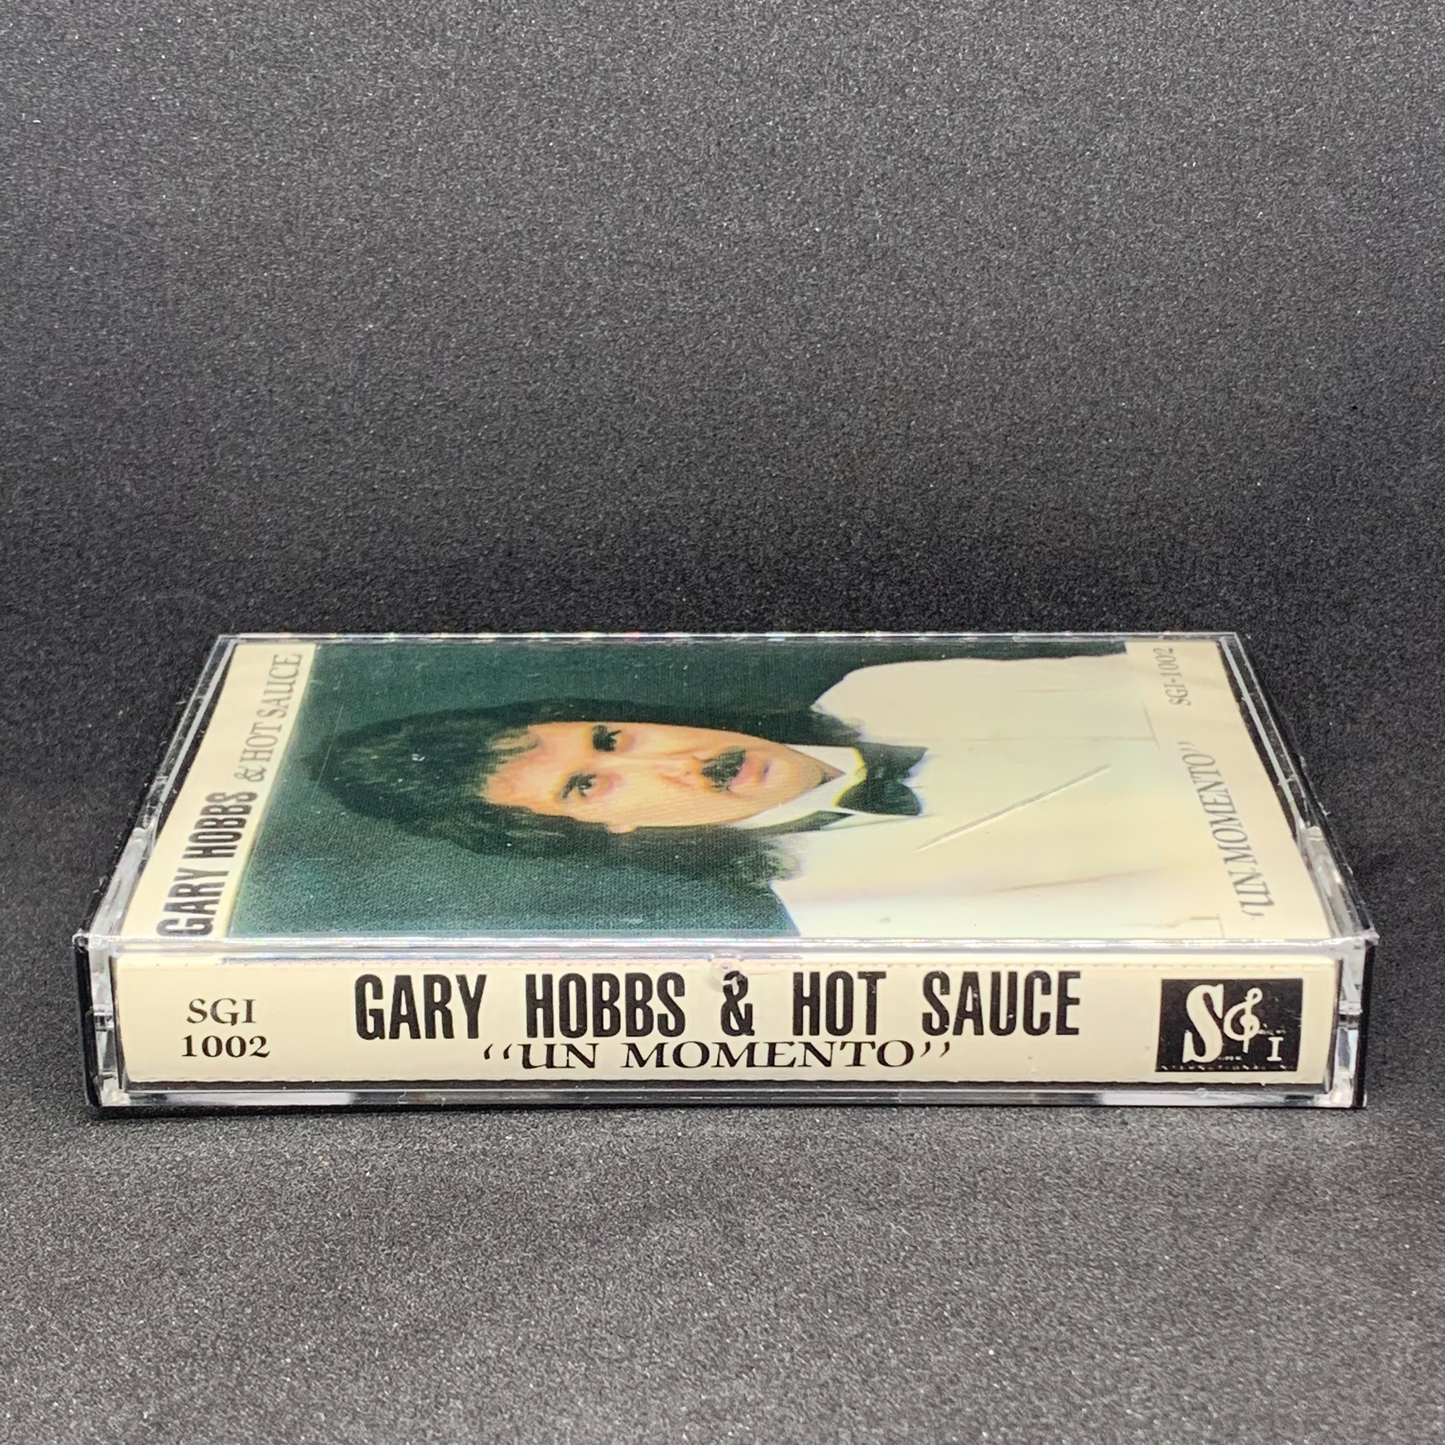 GARY HOBBS & HOT SAUCE
SGI-1002
"UN MOMENTO"
SGI
1002
GARY HOBBS & HOT SAUCE
"UN MOMENTO"
S&
I